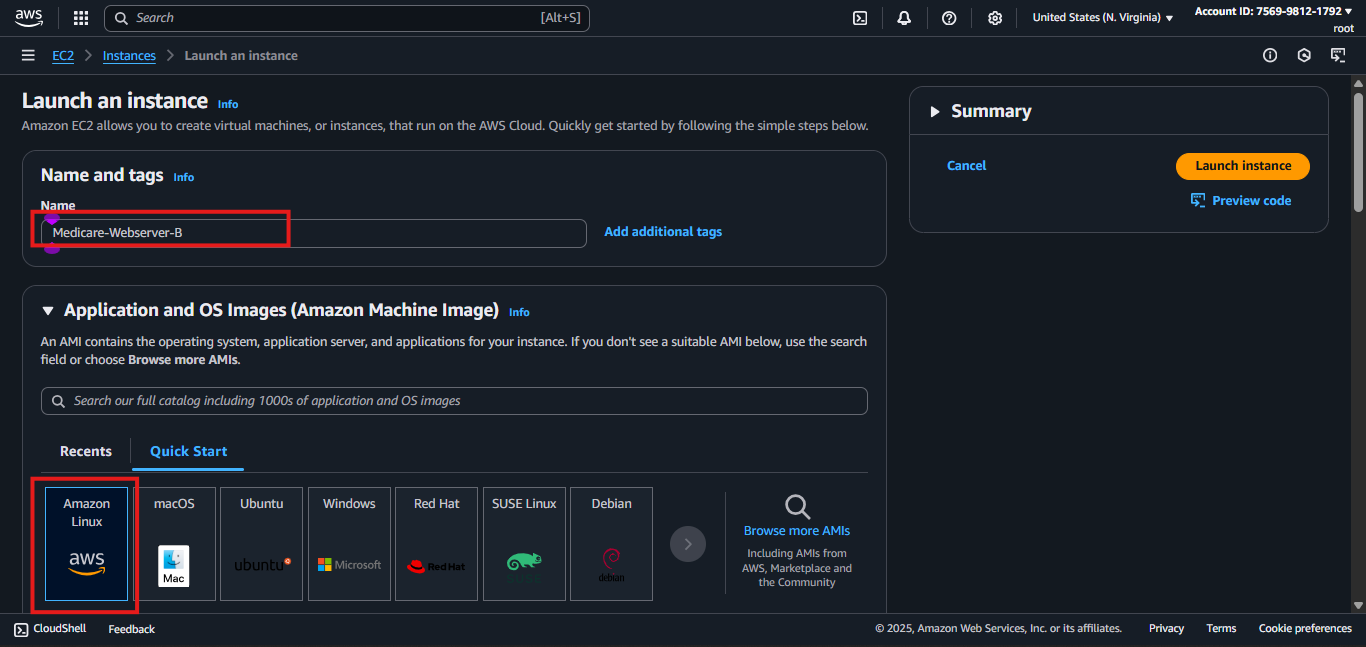 aws
Search
[Alt+S]
United States (N. Virginia)
Account ID: 7569-9812-1792
root
EC2
Instances
Launch an instance
Launch an instance Info
Amazon EC2 allows you to create virtual machines, or instances, that run on the AWS Cloud. Quickly get started by following the simple steps below.
Name and tags Info
Name
Medicare-Webserver-B
Add additional tags
Application and OS Images (Amazon Machine Image) Info
An AMI contains the operating system, application server, and applications for your instance. If you don't see a suitable AMI below, use the search
field or choose Browse more AMIs.
Search our full catalog including 1000s of application and OS images
Recents
Quick Start
Amazon
Linux
aws
macOS
Mac
Ubuntu
ubuntu
Windows
Microsoft
Red Hat
Red Hat
SUSE Linux
SUSE
Debian
debian
Browse more AMIs
Including AMIs from
AWS, Marketplace and
the Community
Summary
Cancel
Launch instance
Preview code
CloudShell
Feedback
© 2025, Amazon Web Services, Inc. or its affiliates.
Privacy
Terms
Cookie preferences